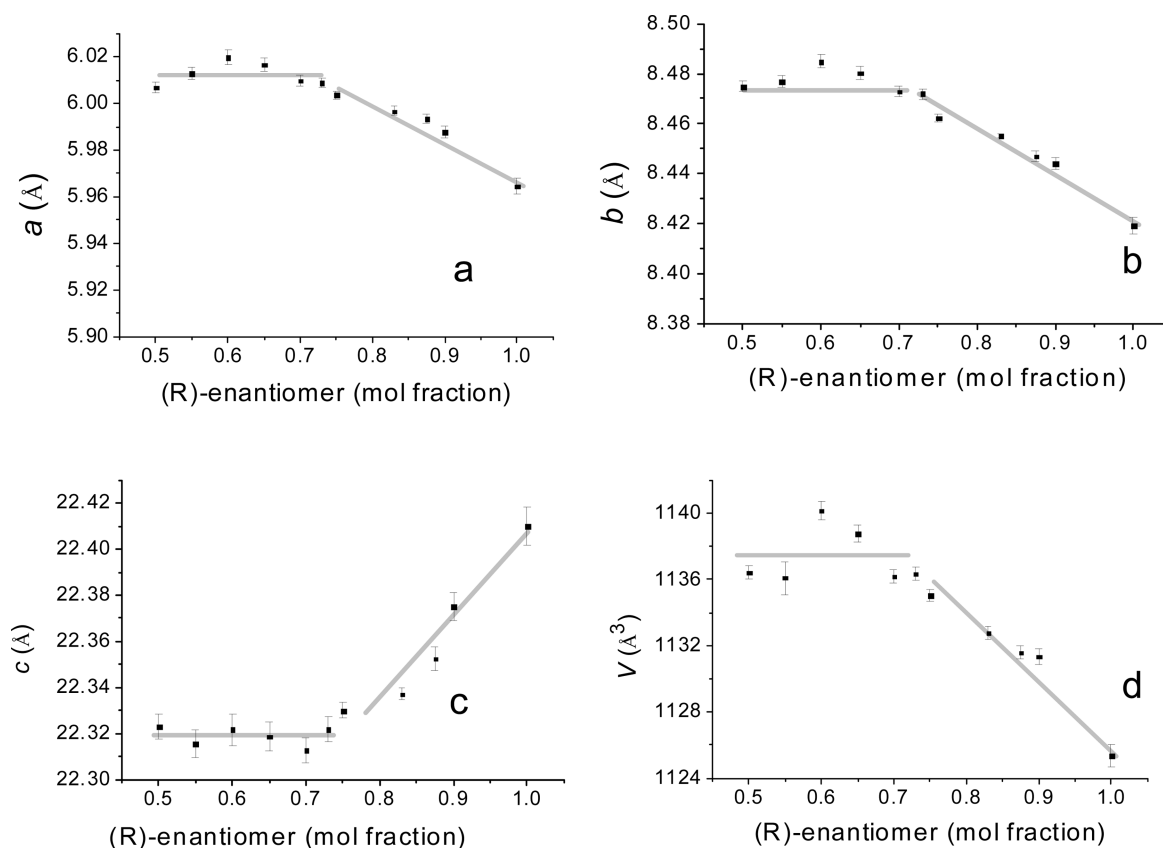 6.02
6.00
5.98
5.96
5.94
5.92
5.90
a (Å)
a
0.5 0.6 0.7 0.8 0.9 1.0
(R)-enantiomer (mol fraction)
8.50
8.48
8.46
8.44
8.42
8.40
8.38
b (Å)
b
0.5 0.6 0.7 0.8 0.9 1.0
(R)-enantiomer (mol fraction)
22.42
22.40
22.38
22.36
22.34
22.32
22.30
c (Å)
c
0.5 0.6 0.7 0.8 0.9 1.0
(R)-enantiomer (mol fraction)
1140
1136
1132
1128
1124
V (Å³)
d
0.5 0.6 0.7 0.8 0.9 1.0
(R)-enantiomer (mol fraction)